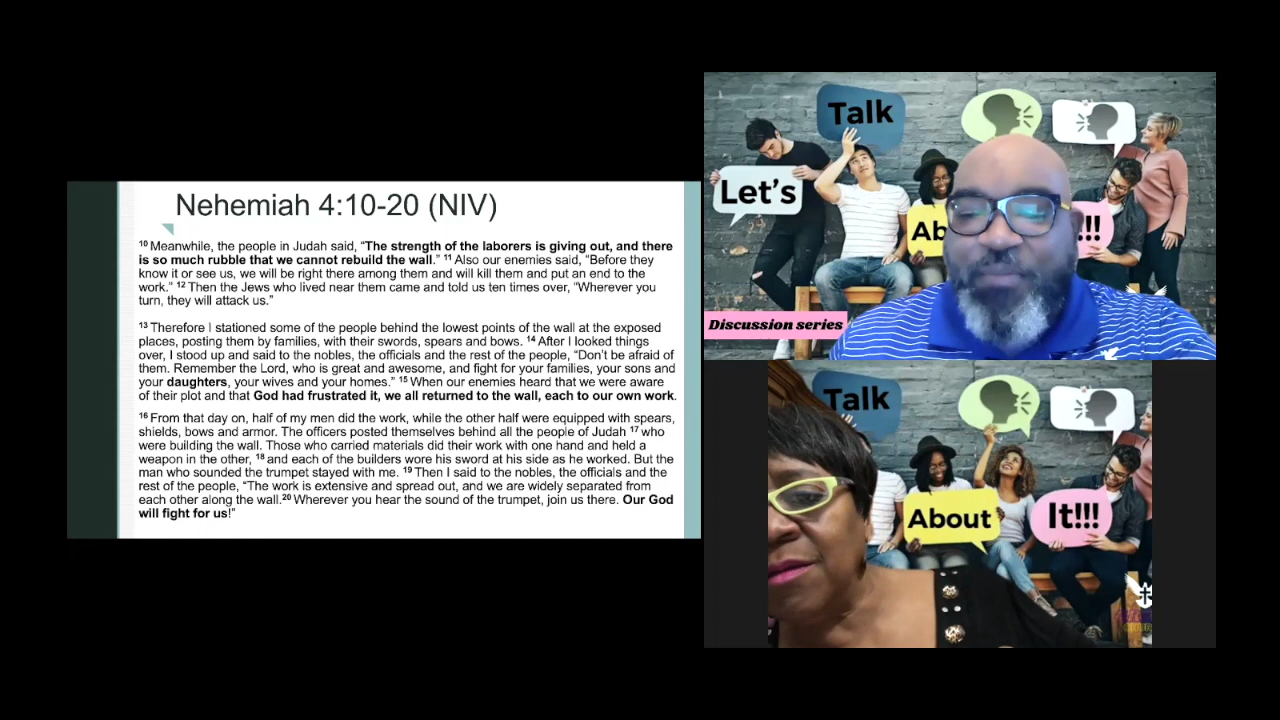 Nehemiah 4:10-20 (NIV)
10 Meanwhile, the people in Judah said, “The strength of the laborers is giving out, and there
is so much rubble that we cannot rebuild the wall.” 11 Also our enemies said, “Before they
know it or see us, we will be right there among them and will kill them and put an end to the
work.” 12 Then the Jews who lived near them came and told us ten times over, “Wherever you
turn, they will attack us.”
13 Therefore I stationed some of the people behind the lowest points of the wall at the exposed
places, posting them by families, with their swords, spears and bows. 14 After I looked things
over, I stood up and said to the nobles, the officials and the rest of the people, “Don’t be afraid of
them. Remember the Lord, who is great and awesome, and fight for your families, your sons and
your daughters, your wives and your homes.” 15 When our enemies heard that we were aware
of their plot and that God had frustrated it, we all returned to the wall, each to our own work.
16 From that day on, half of my men did the work, while the other half were equipped with spears,
shields, bows and armor. The officers posted themselves behind all the people of Judah 17 who
were building the wall. Those who carried materials did their work with one hand and held a
weapon in the other, 18 and each of the builders wore his sword at his side as he worked. But the
man who sounded the trumpet stayed with me. 19 Then I said to the nobles, the officials and the
rest of the people, “The work is extensive and spread out, and we are widely separated from
each other along the wall.20 Wherever you hear the sound of the trumpet, join us there. Our God
will fight for us!”
Talk
Let’s
Ab
!!!
Discussion series
Talk
About
It!!!